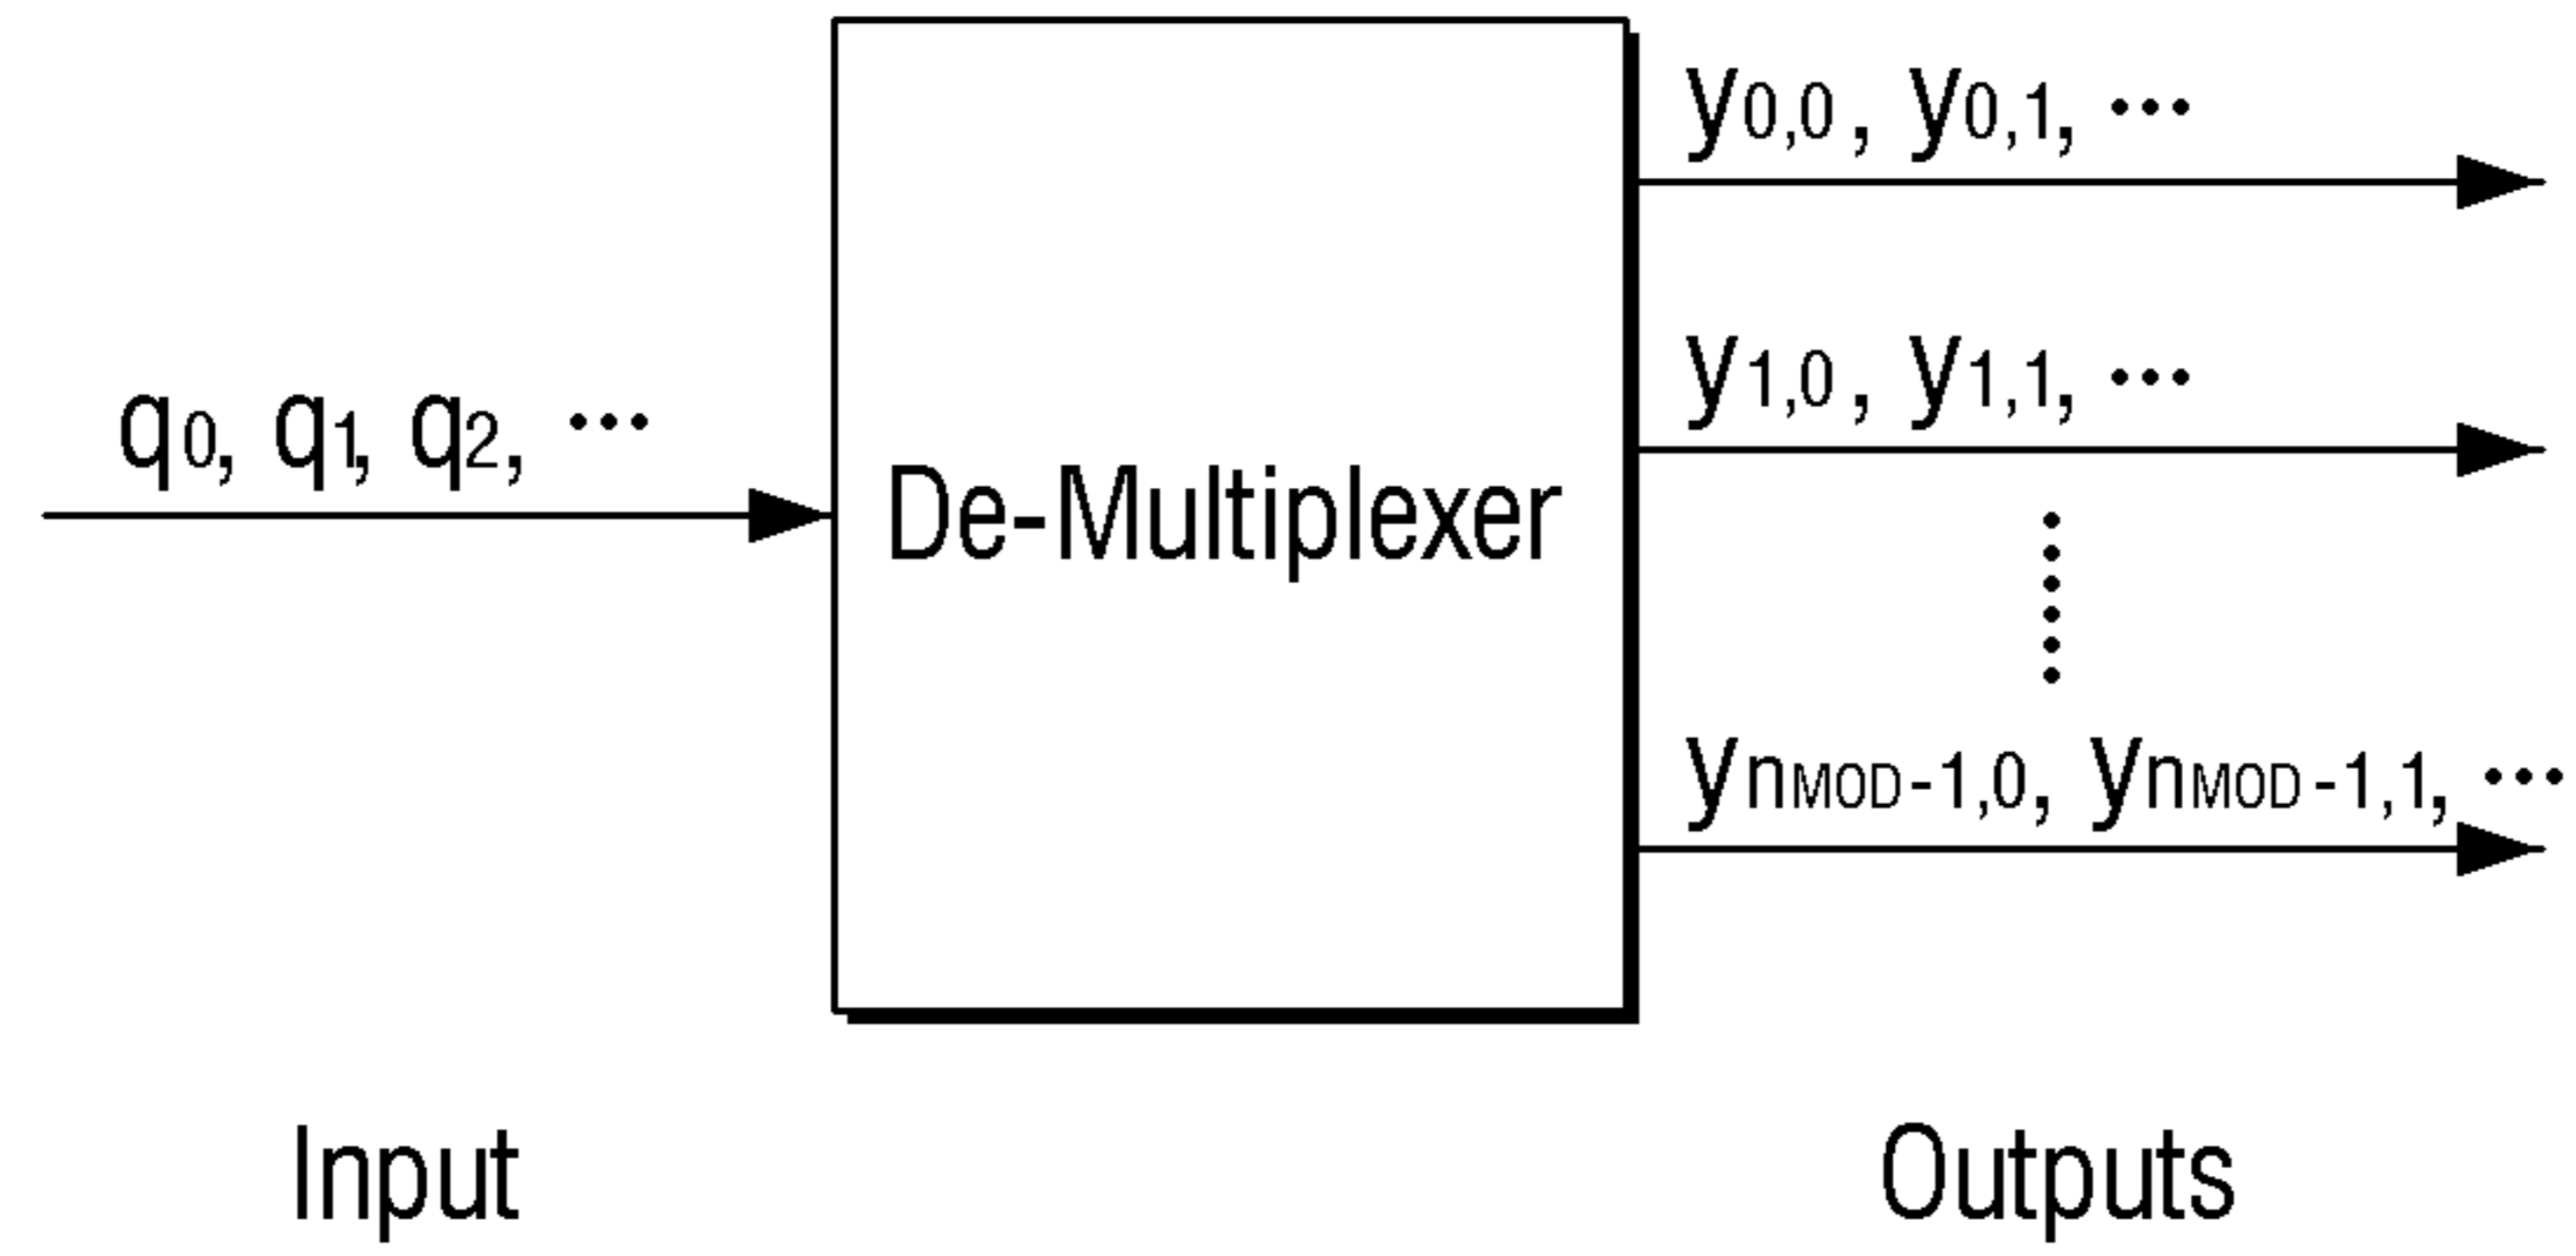 y0,0, y0,1, ···
y1,0, y1,1, ···
q0, q1, q2, ···
De-Multiplexer
ynMOD-1,0, ynMOD-1,1, ···
Input
Outputs